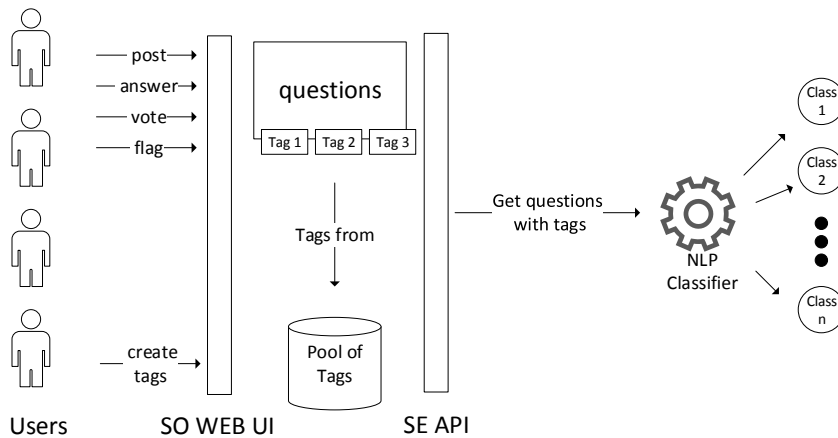 post
answer
vote
flag
create
tags
Users
SO WEB UI
questions
Tag 1
Tag 2
Tag 3
Tags from
Pool of
Tags
SE API
Get questions
with tags
NLP
Classifier
Class
1
Class
2
Class
n